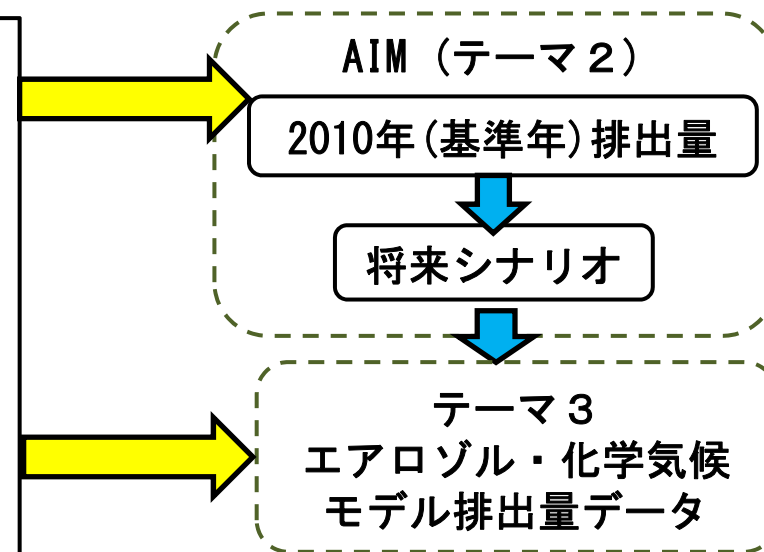 AIM (テーマ２)
2010年(基準年)排出量
将来シナリオ
テーマ３
エアロゾル・化学気候
モデル排出量データ